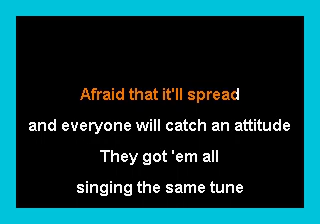 Afraid that it'll spread
and everyone will catch an attitude
They got 'em all
singing the same tune